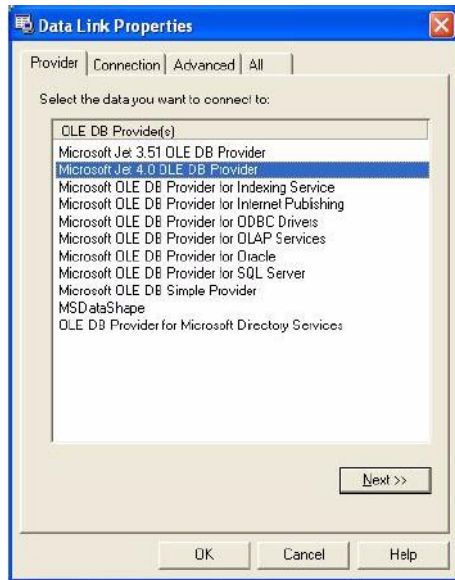 Data Link Properties
Provider Connection Advanced All
Select the data you want to connect to:
OLE DB Provider(s)
Microsoft Jet 3.51 OLE DB Provider
Microsoft Jet 4.0 OLE DB Provider
Microsoft OLE DB Provider for Indexing Service
Microsoft OLE DB Provider for Internet Publishing
Microsoft OLE DB Provider for ODBC Drivers
Microsoft OLE DB Provider for OLAP Services
Microsoft OLE DB Provider for Oracle
Microsoft OLE DB Provider for SQL Server
Microsoft OLE DB Simple Provider
MSDataShape
OLE DB Provider for Microsoft Directory Services
Next >>
OK Cancel Help